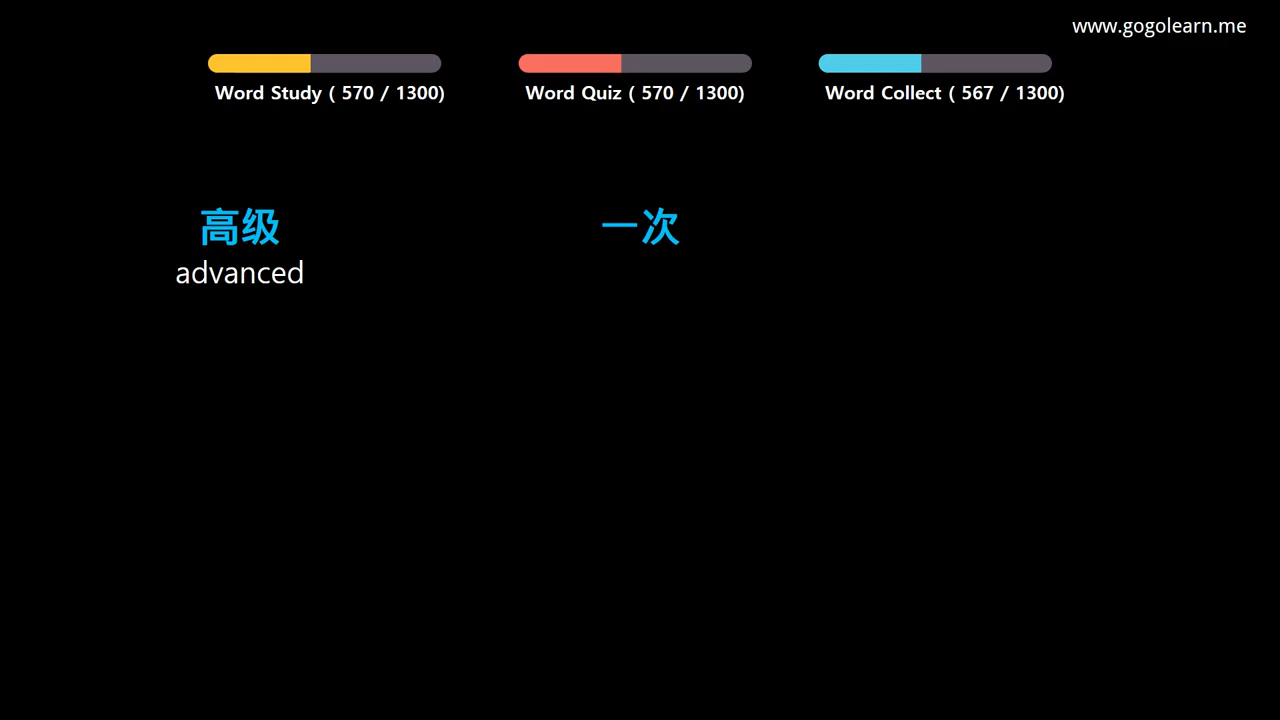 www.gogolearn.me
Word Study ( 570 / 1300)
Word Quiz ( 570 / 1300)
Word Collect ( 567 / 1300)
高级
advanced
一次